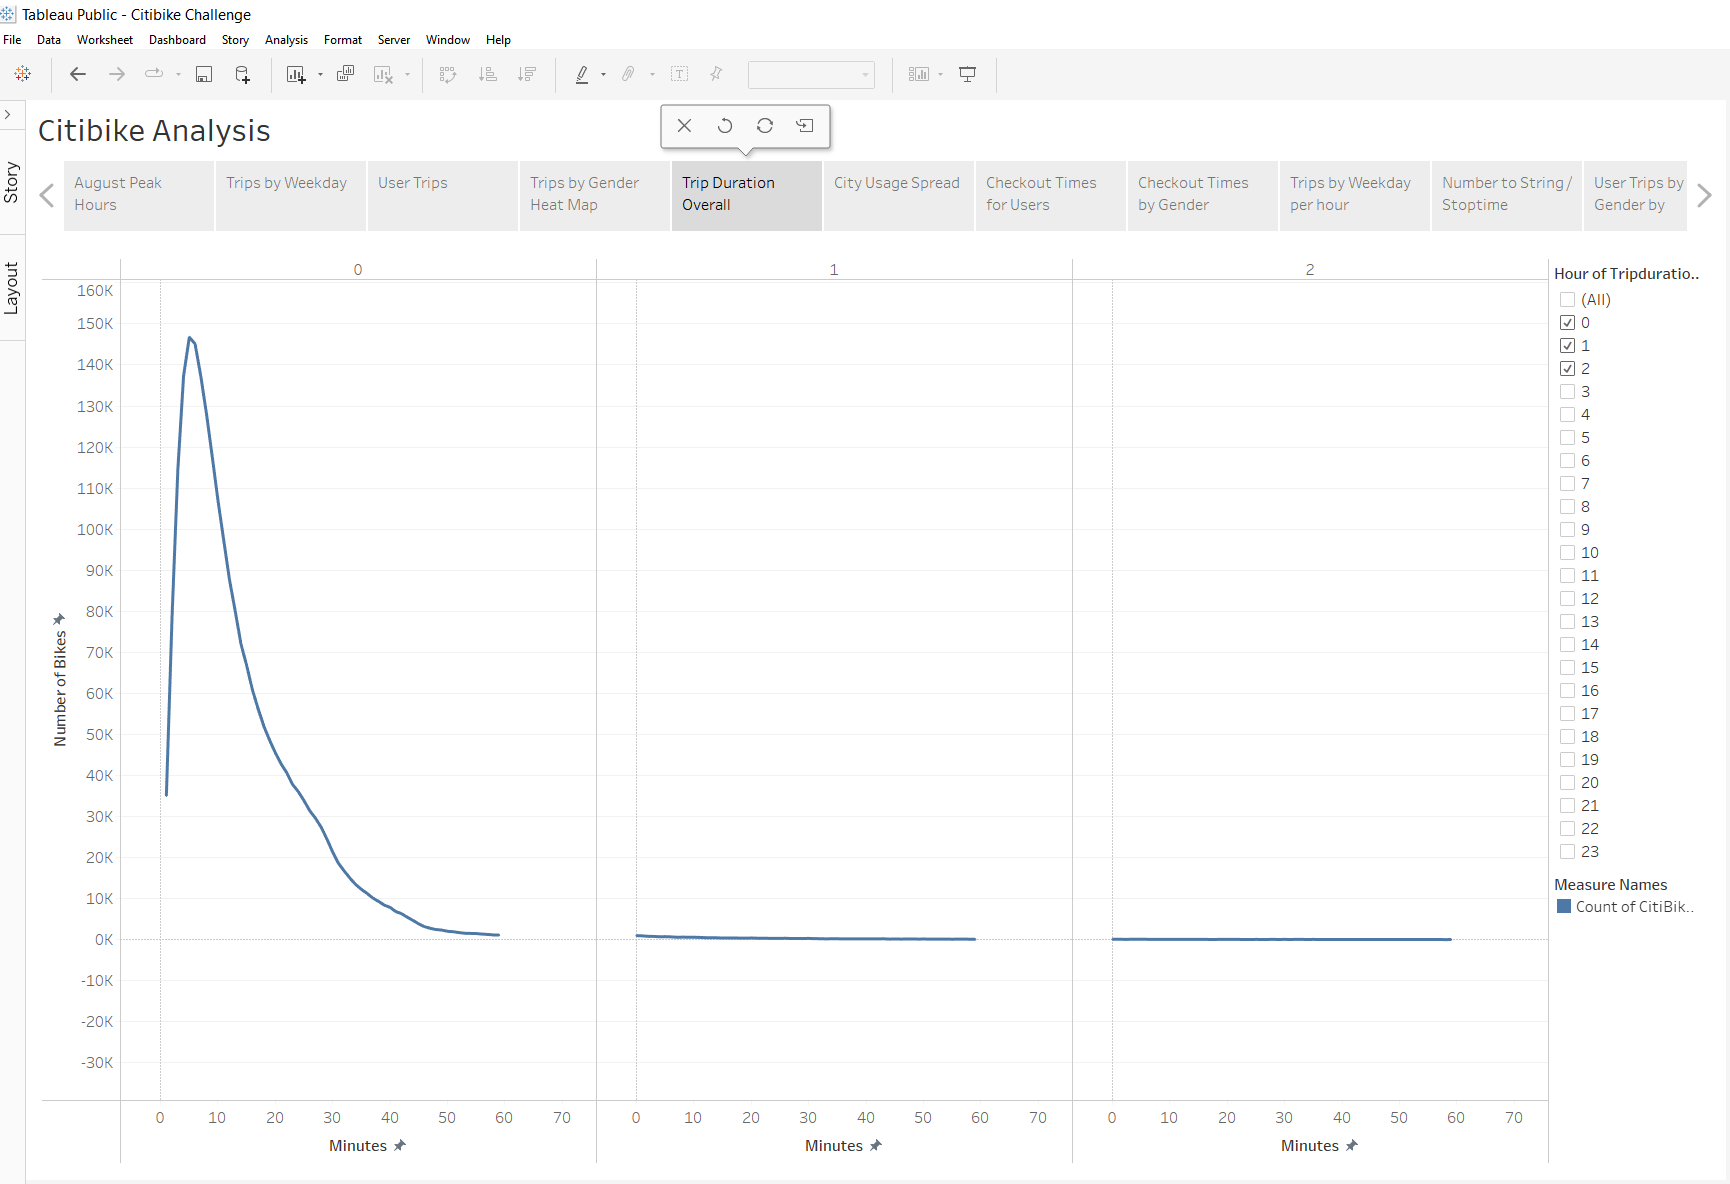 Tableau Public - Citibike Challenge
File Data Worksheet Dashboard Story Analysis Format Server Window Help
Story
Layout
Citibike Analysis
August Peak
Hours
Trips by Weekday
User Trips
Trips by Gender
Heat Map
Trip Duration
Overall
City Usage Spread
Checkout Times
for Users
Checkout Times
by Gender
Trips by Weekday
per hour
Number to String /
Stoptime
User Trips by
Gender by
0 1 2
160K
150K
140K
130K
120K
110K
100K
90K
80K
70K
60K
50K
40K
30K
20K
10K
0K
-10K
-20K
-30K
Number of Bikes
0 10 20 30 40 50 60 70
0 10 20 30 40 50 60 70
0 10 20 30 40 50 60 70
Minutes
Minutes
Minutes
Hour of Tripduratio..
(All)
0
1
2
3
4
5
6
7
8
9
10
11
12
13
14
15
16
17
18
19
20
21
22
23
Measure Names
Count of CitiBik..